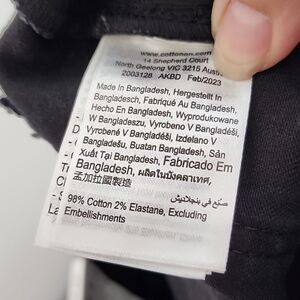 www.cottonon.com
14 Shepherd Court
North Geelong VIC 3215 Austr
2003128 AKBD Feb/2023
Made In Bangladesh, Hergestellt In
Bangladesch, Fabriqué Au Bangladesh,
Hecho En Bangladesh, Wyprodukowane
W Bangladeszu, Vyrobeno V Bangladéši,
Vyrobené V Bangladéši, Izdelano V
Bangladešu, Buatan Bangladesh, Sản
Xuất Tại Bangladesh, Fabricado Em
Bangladesh, ผลิตในบังคลาเทศ,
孟加拉國製造
صنع في بنغلاديش
98% Cotton 2% Elastane, Excluding
Embellishments